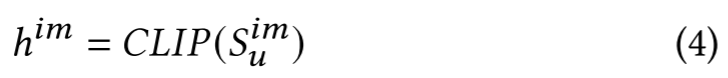 h^{im} = CLIP(S_u^{im}) (4)